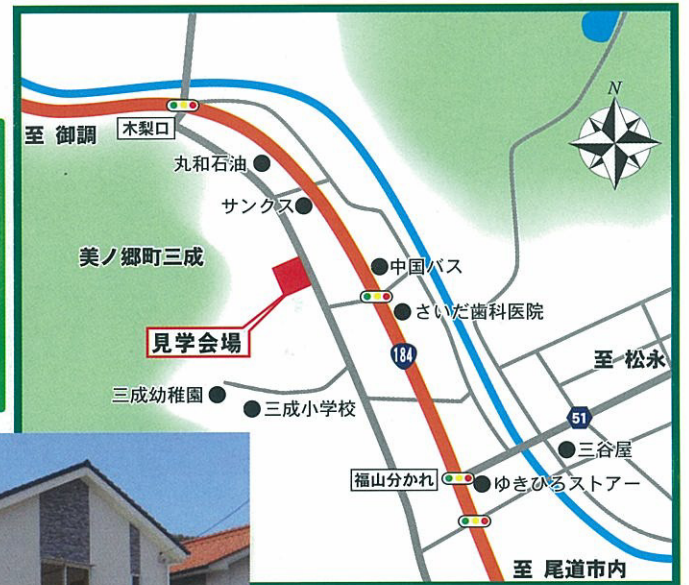 N
至 御調
木梨口
丸和石油
サンクス
美ノ郷町三成
中国バス
さいだ歯科医院
見学会場
184
至 松永
三成幼稚園
三成小学校
51
三谷屋
福山分かれ
ゆきひろストアー
至 尾道市内